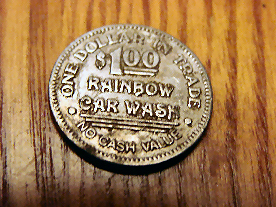 ONE DOLLAR IN TRADE
$1.00
RAINBOW
CAR WASH
NO CASH VALUE